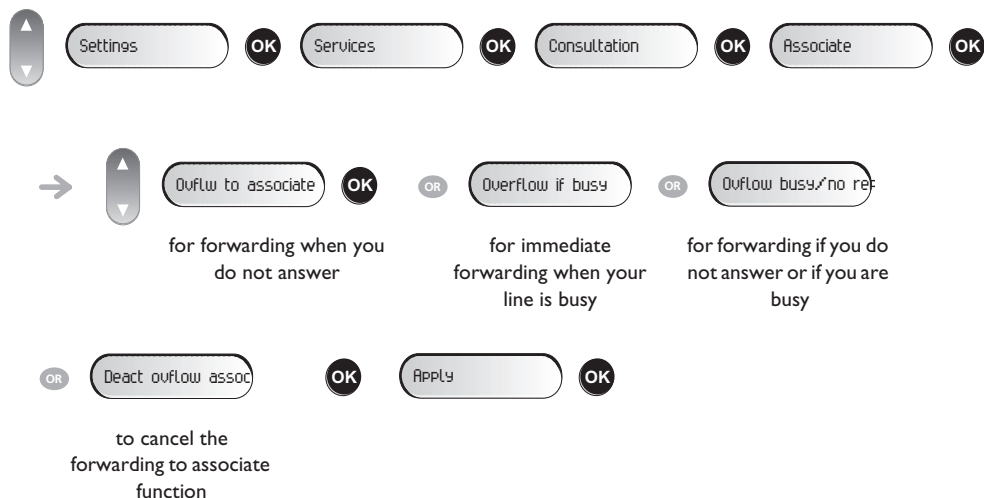 Settings OK Services OK Consultation OK Associate OK
Ovflw to associate OK OR Overflow if busy OR Ovflow busy/no rep
for forwarding when you
do not answer
for immediate
forwarding when your
line is busy
for forwarding if you do
not answer or if you are
busy
OR Deact ovflow assoc OK Apply OK
to cancel the
forwarding to associate
function